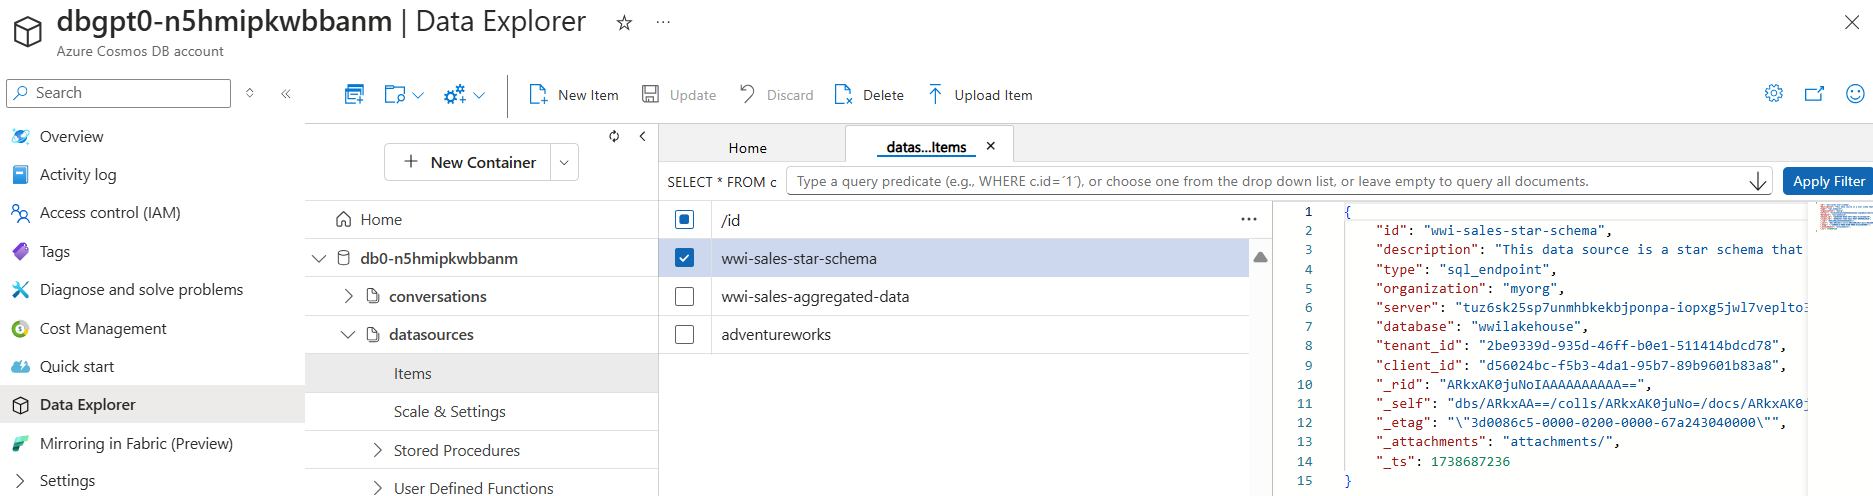 dbgpt0-n5hmipkwbbanm | Data Explorer
Azure Cosmos DB account
Search
Overview
Activity log
Access control (IAM)
Tags
Diagnose and solve problems
Cost Management
Quick start
Data Explorer
Mirroring in Fabric (Preview)
Settings
New Item
Update
Discard
Delete
Upload Item
New Container
Home
db0-n5hmipkwbbanm
conversations
datasources
Items
Scale & Settings
Stored Procedures
User Defined Functions
Home
datas...Items
SELECT * FROM c
Type a query predicate (e.g., WHERE c.id=´1´), or choose one from the drop down list, or leave empty to query all documents.
Apply Filter
/id
wwi-sales-star-schema
wwi-sales-aggregated-data
adventureworks
1 {
2 "id": "wwi-sales-star-schema",
3 "description": "This data source is a star schema that
4 "type": "sql_endpoint",
5 "organization": "myorg",
6 "server": "tuz6sk25sp7unmhbkekbjponpa-iopxg5jwl7veplto3
7 "database": "wwilakehouse",
8 "tenant_id": "2be9339d-935d-46ff-b0e1-511414bdcd78",
9 "client_id": "d56024bc-f5b3-4da1-95b7-89b9601b83a8",
10 "_rid": "ARkxAK0juNoIAAAAAAAAAA==",
11 "_self": "dbs/ARkxAA==/colls/ARkxAK0juNo=/docs/ARkxAK0j
12 "_etag": "\"3d0086c5-0000-0200-0000-67a243040000\"",
13 "_attachments": "attachments/",
14 "_ts": 1738687236
15 }